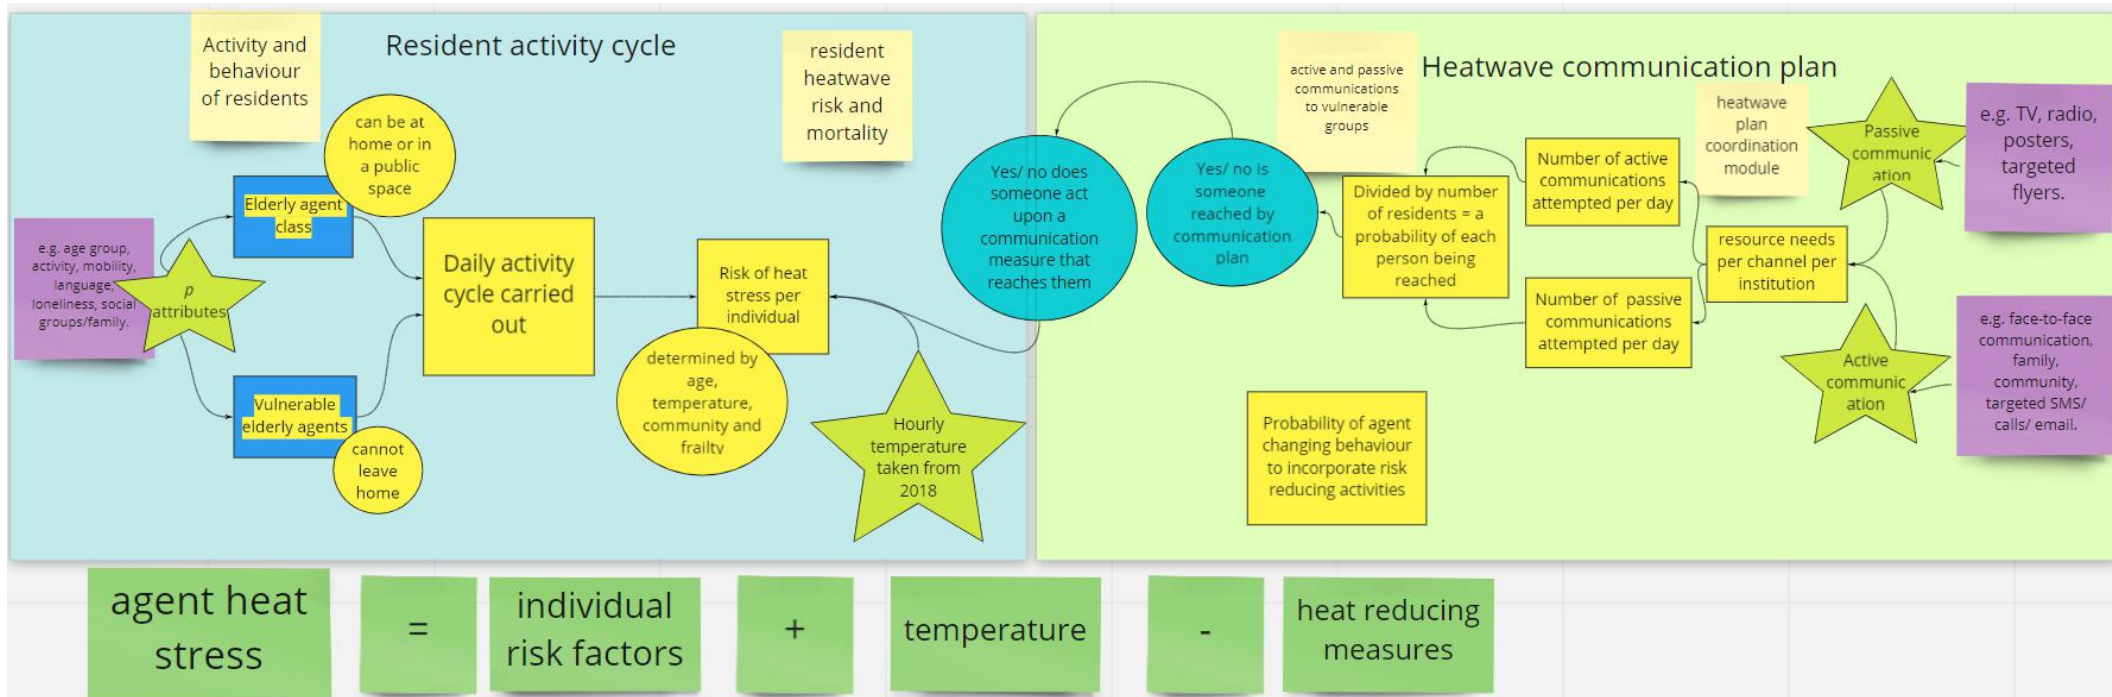 Resident activity cycle
Activity and
behaviour
of residents
resident
heatwave
risk and
mortality
can be at
home or in
a public
space
Elderly agent
class
e.g. age group,
activity, mobility,
language,
loneliness, social
groups/family.
p
attributes
Vulnerable
elderly agents
cannot
leave
home
Daily activity
cycle carried
out
Risk of heat
stress per
individual
determined by
age,
temperature,
community and
frailty
Hourly
temperature
taken from
2018
Heatwave communication plan
Yes/ no does
someone act
upon a
communication
measure that
reaches them
Yes/ no is
someone
reached by
communication
plan
active and passive
communications
to vulnerable
groups
Divided by number
of residents = a
probability of each
person being
reached
Number of active
communications
attempted per day
Number of passive
communications
attempted per day
heatwave
plan
coordination
module
resource needs
per channel per
institution
Passive
communic
ation
e.g. TV, radio,
posters,
targeted
flyers.
Active
communic
ation
e.g. face-to-face
communication,
family,
community,
targeted SMS/
calls/ email.
Probability of agent
changing behaviour
to incorporate risk
reducing activities
agent heat
stress
=
individual
risk factors
+
temperature
-
heat reducing
measures